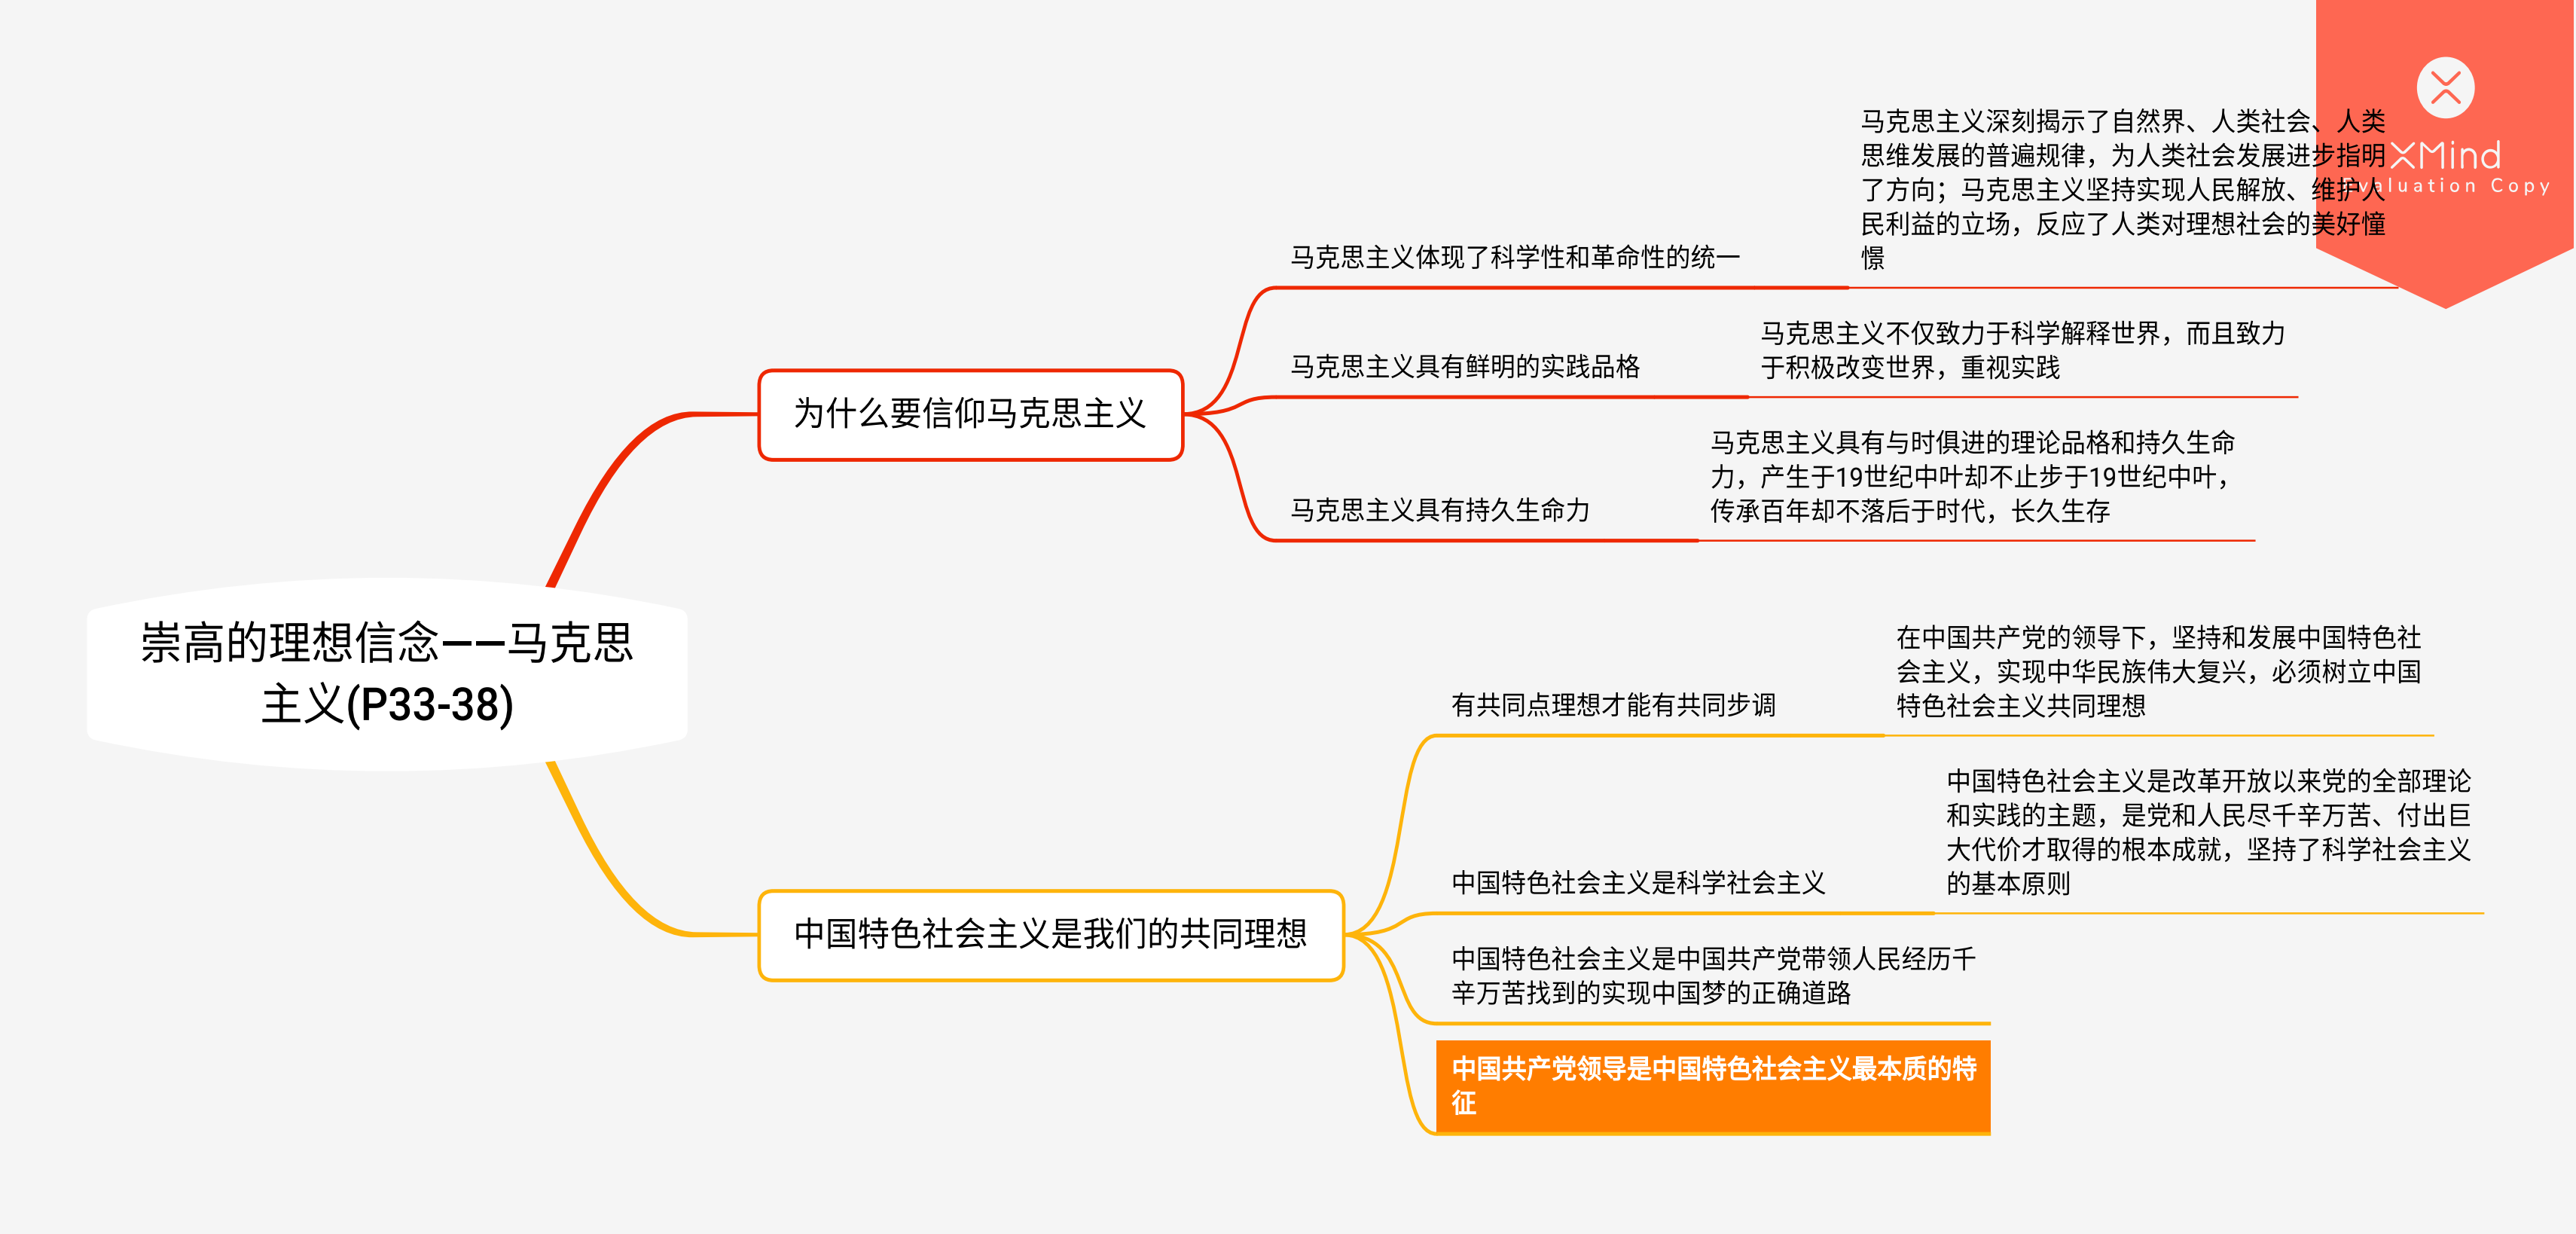 崇高的理想信念——马克思
主义(P33-38)
为什么要信仰马克思主义
马克思主义体现了科学性和革命性的统一
马克思主义深刻揭示了自然界、人类社会、人类
思维发展的普遍规律，为人类社会发展进步指明
了方向；马克思主义坚持实现人民解放、维护人
民利益的立场，反应了人类对理想社会的美好憧
憬
马克思主义具有鲜明的实践品格
马克思主义不仅致力于科学解释世界，而且致力
于积极改变世界，重视实践
马克思主义具有持久生命力
马克思主义具有与时俱进的理论品格和持久生命
力，产生于19世纪中叶却不止步于19世纪中叶，
传承百年却不落后于时代，长久生存
中国特色社会主义是我们的共同理想
有共同点理想才能有共同步调
在中国共产党的领导下，坚持和发展中国特色社
会主义，实现中华民族伟大复兴，必须树立中国
特色社会主义共同理想
中国特色社会主义是科学社会主义
中国特色社会主义是改革开放以来党的全部理论
和实践的主题，是党和人民尽千辛万苦、付出巨
大代价才取得的根本成就，坚持了科学社会主义
的基本原则
中国特色社会主义是中国共产党带领人民经历千
辛万苦找到的实现中国梦的正确道路
中国共产党领导是中国特色社会主义最本质的特
征
XMind
Evaluation Copy